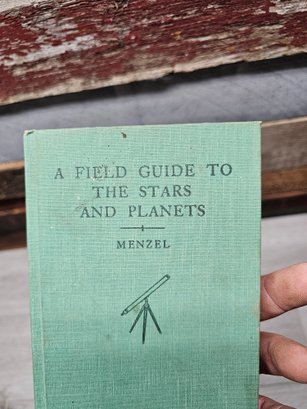 A FIELD GUIDE TO
THE STARS
AND PLANETS
MENZEL